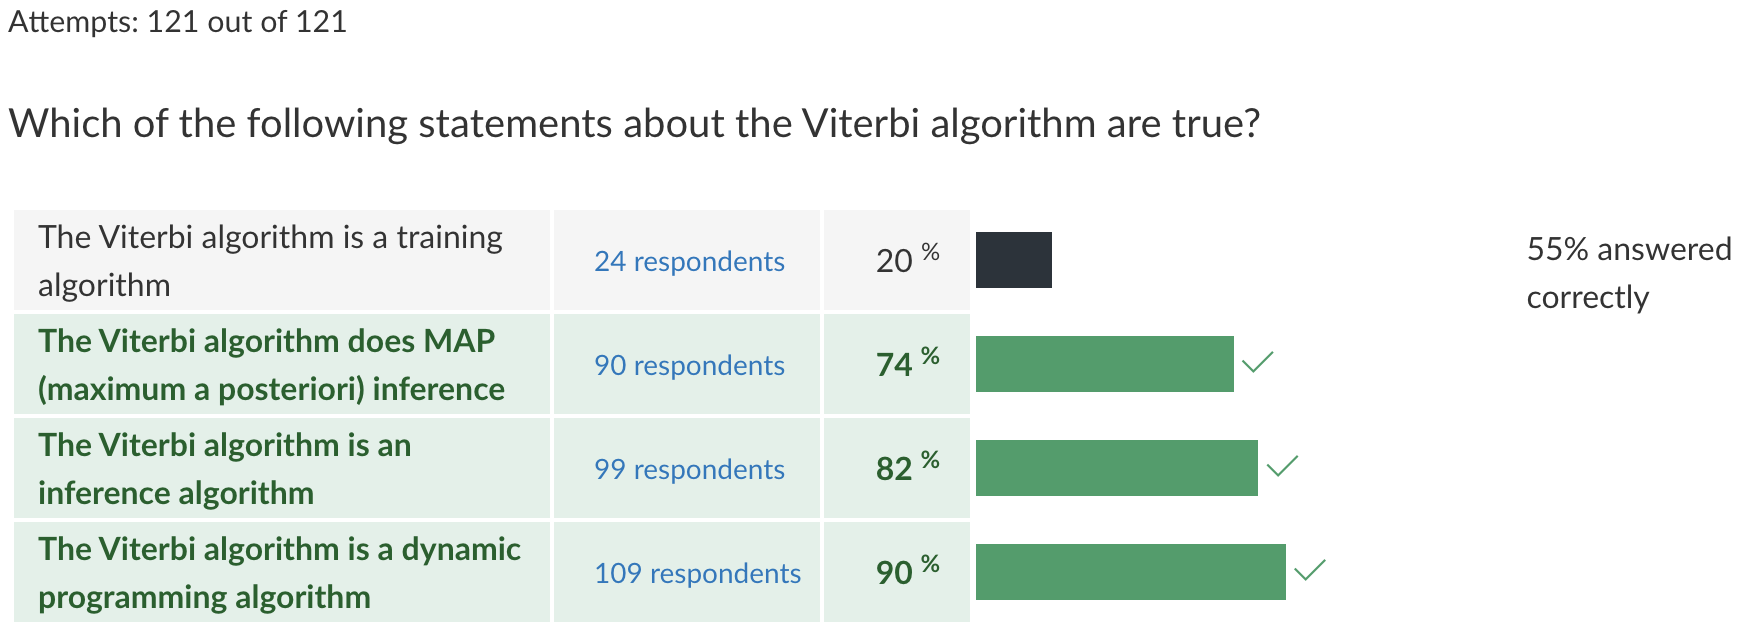 Attempts: 121 out of 121
Which of the following statements about the Viterbi algorithm are true?
The Viterbi algorithm is a training
algorithm
24 respondents
20 %
55% answered
correctly
The Viterbi algorithm does MAP
(maximum a posteriori) inference
90 respondents
74 %
The Viterbi algorithm is an
inference algorithm
99 respondents
82 %
The Viterbi algorithm is a dynamic
programming algorithm
109 respondents
90 %